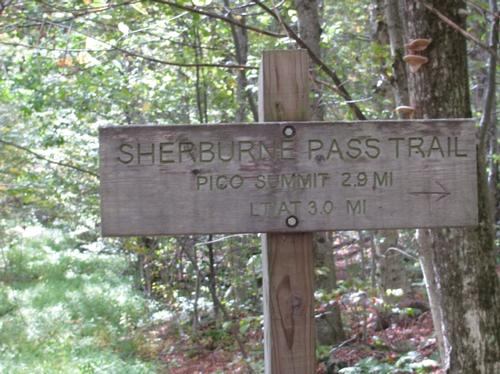 SHERBURNE PASS TRAIL
PICO SUMMIT 2.9 MI
LT/AT 3.0 MI